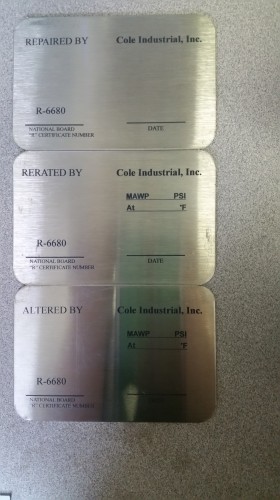 REPAIRED BY Cole Industrial, Inc.
R-6680
NATIONAL BOARD DATE
"R" CERTIFICATE NUMBER
RERATED BY Cole Industrial, Inc.
MAWP PSI
At °F
R-6680
NATIONAL BOARD DATE
"R" CERTIFICATE NUMBER
ALTERED BY Cole Industrial, Inc.
MAWP PSI
At °F
R-6680
NATIONAL BOARD DATE
"R" CERTIFICATE NUMBER